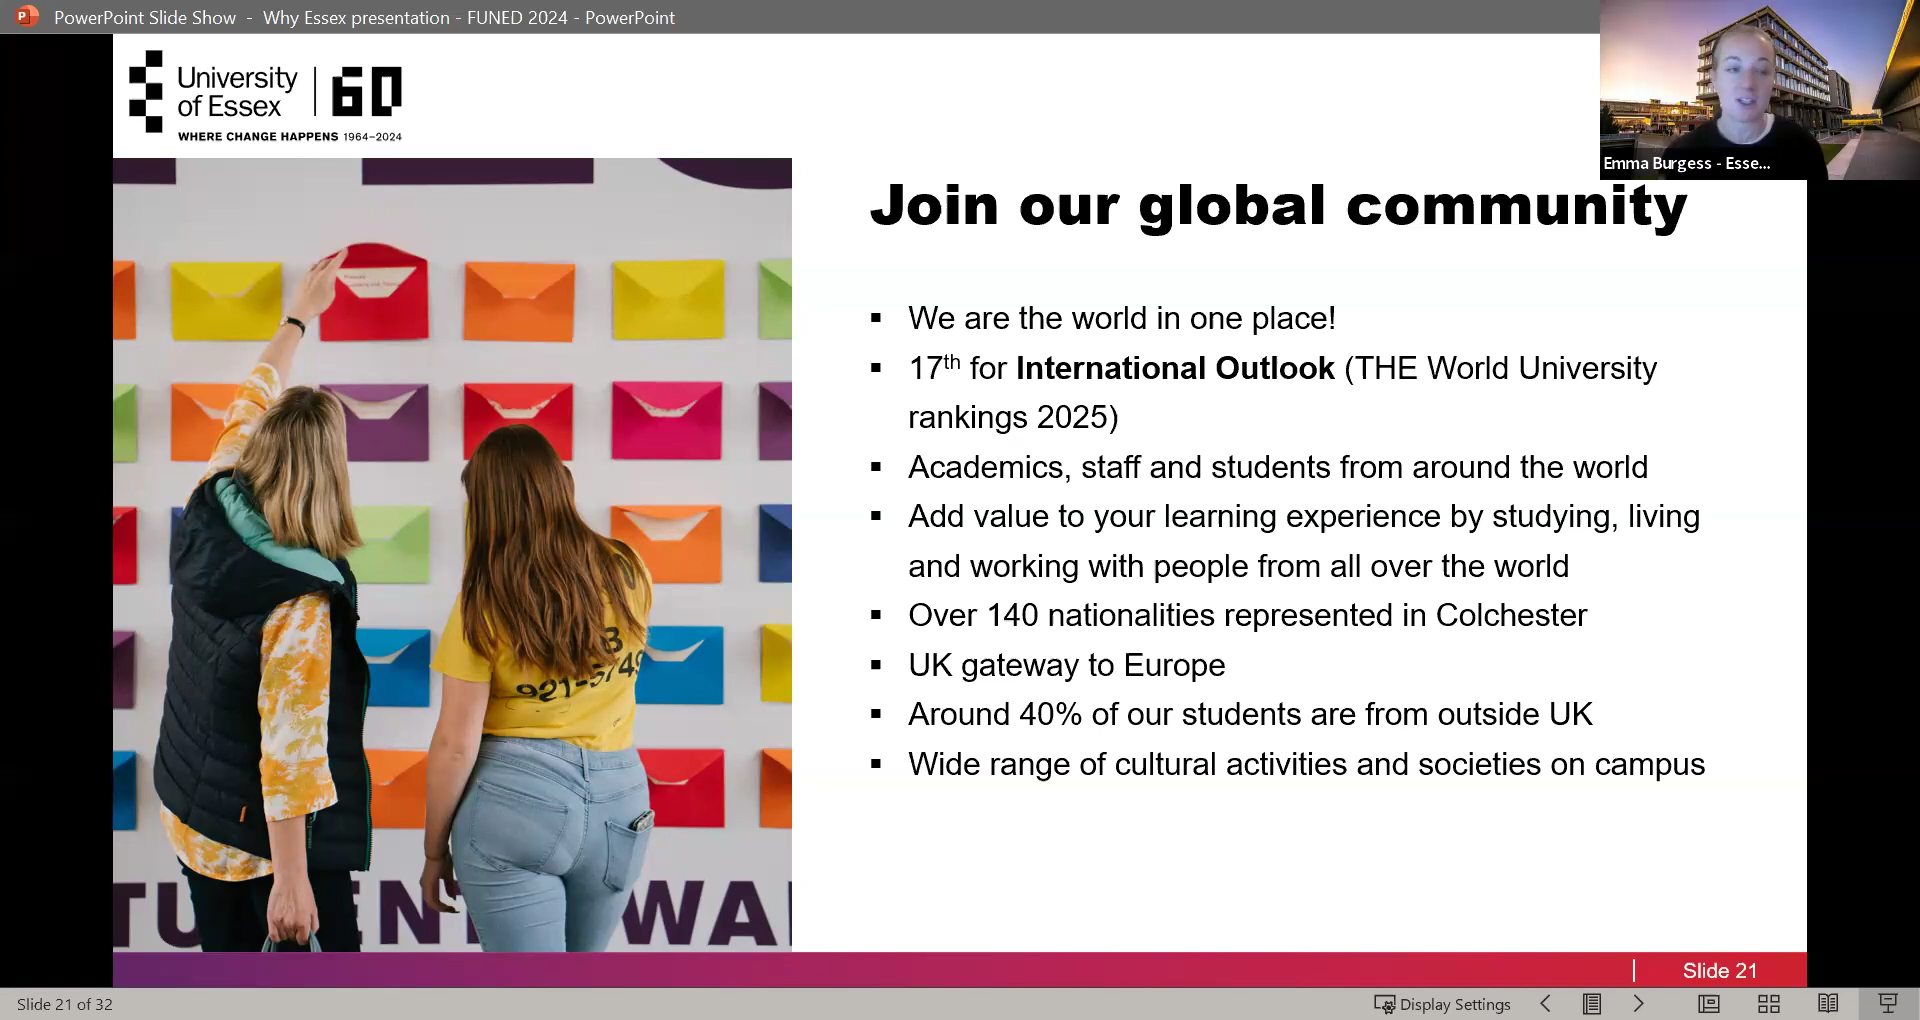 PowerPoint Slide Show - Why Essex presentation - FUNED 2024 - PowerPoint
University
of Essex
60
WHERE CHANGE HAPPENS 1964–2024
Emma Burgess - Esse...
Join our global community
▪ We are the world in one place!
▪ 17th for International Outlook (THE World University
rankings 2025)
▪ Academics, staff and students from around the world
▪ Add value to your learning experience by studying, living
and working with people from all over the world
▪ Over 140 nationalities represented in Colchester
▪ UK gateway to Europe
▪ Around 40% of our students are from outside UK
▪ Wide range of cultural activities and societies on campus
921-5749
Slide 21
Slide 21 of 32
Display Settings